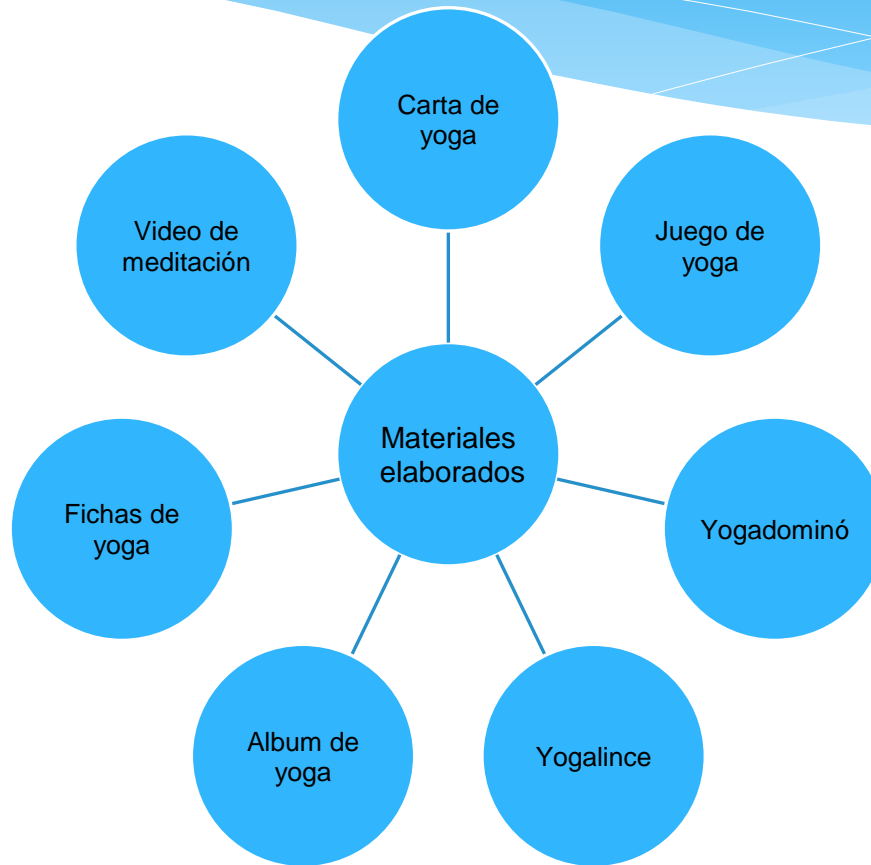 Carta de
yoga
Juego de
yoga
Yogadominó
Yogalince
Album de
yoga
Fichas de
yoga
Video de
meditación
Materiales
elaborados